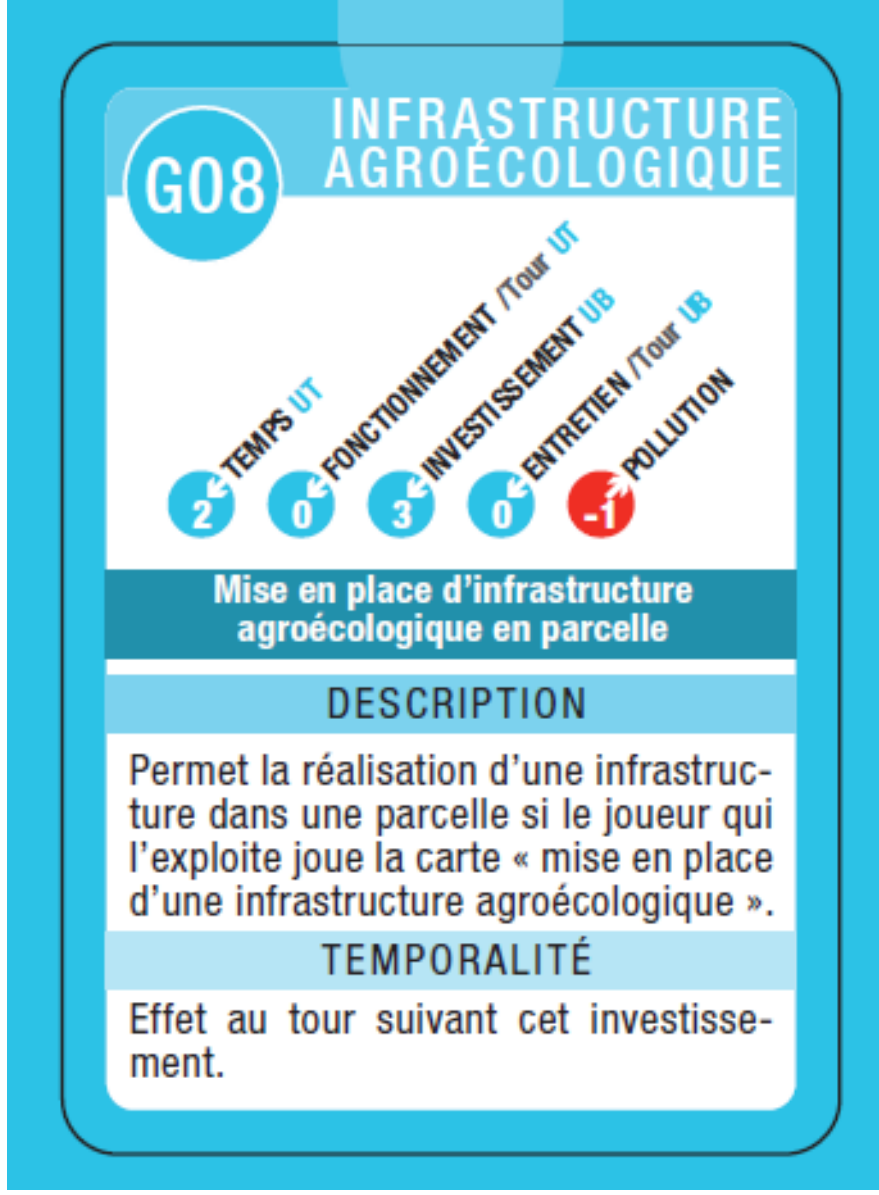 INFRASTRUCTURE
AGROÉCOLOGIQUE
G08
TEMPS UT
FONCTIONNEMENT /Tour UT
INVESTISSEMENT UB
ENTRETIEN /Tour UB
POLLUTION
2 0 3 0 -1
Mise en place d’infrastructure
agroécologique en parcelle
DESCRIPTION
Permet la réalisation d’une infrastruc-
ture dans une parcelle si le joueur qui
l’exploite joue la carte « mise en place
d’une infrastructure agroécologique ».
TEMPORALITÉ
Effet au tour suivant cet investisse-
ment.